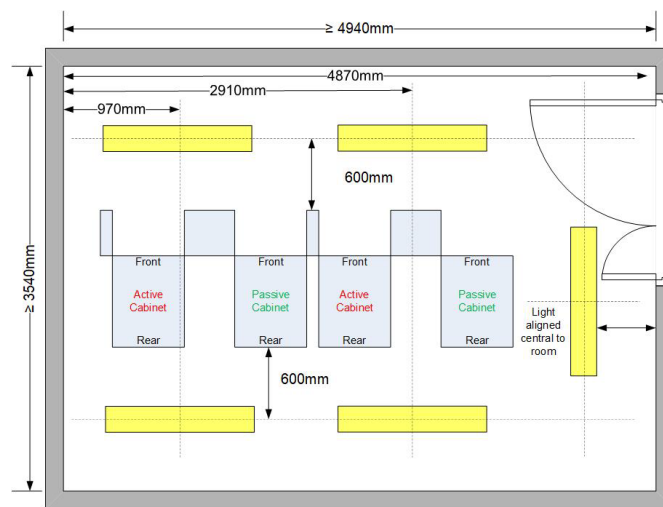 ≥ 4940mm
4870mm
2910mm
970mm
600mm
≥ 3540mm
Front
Front
Front
Front
Active
Cabinet
Passive
Cabinet
Active
Cabinet
Passive
Cabinet
Rear
Rear
Rear
Rear
Light
aligned
central to
room
600mm